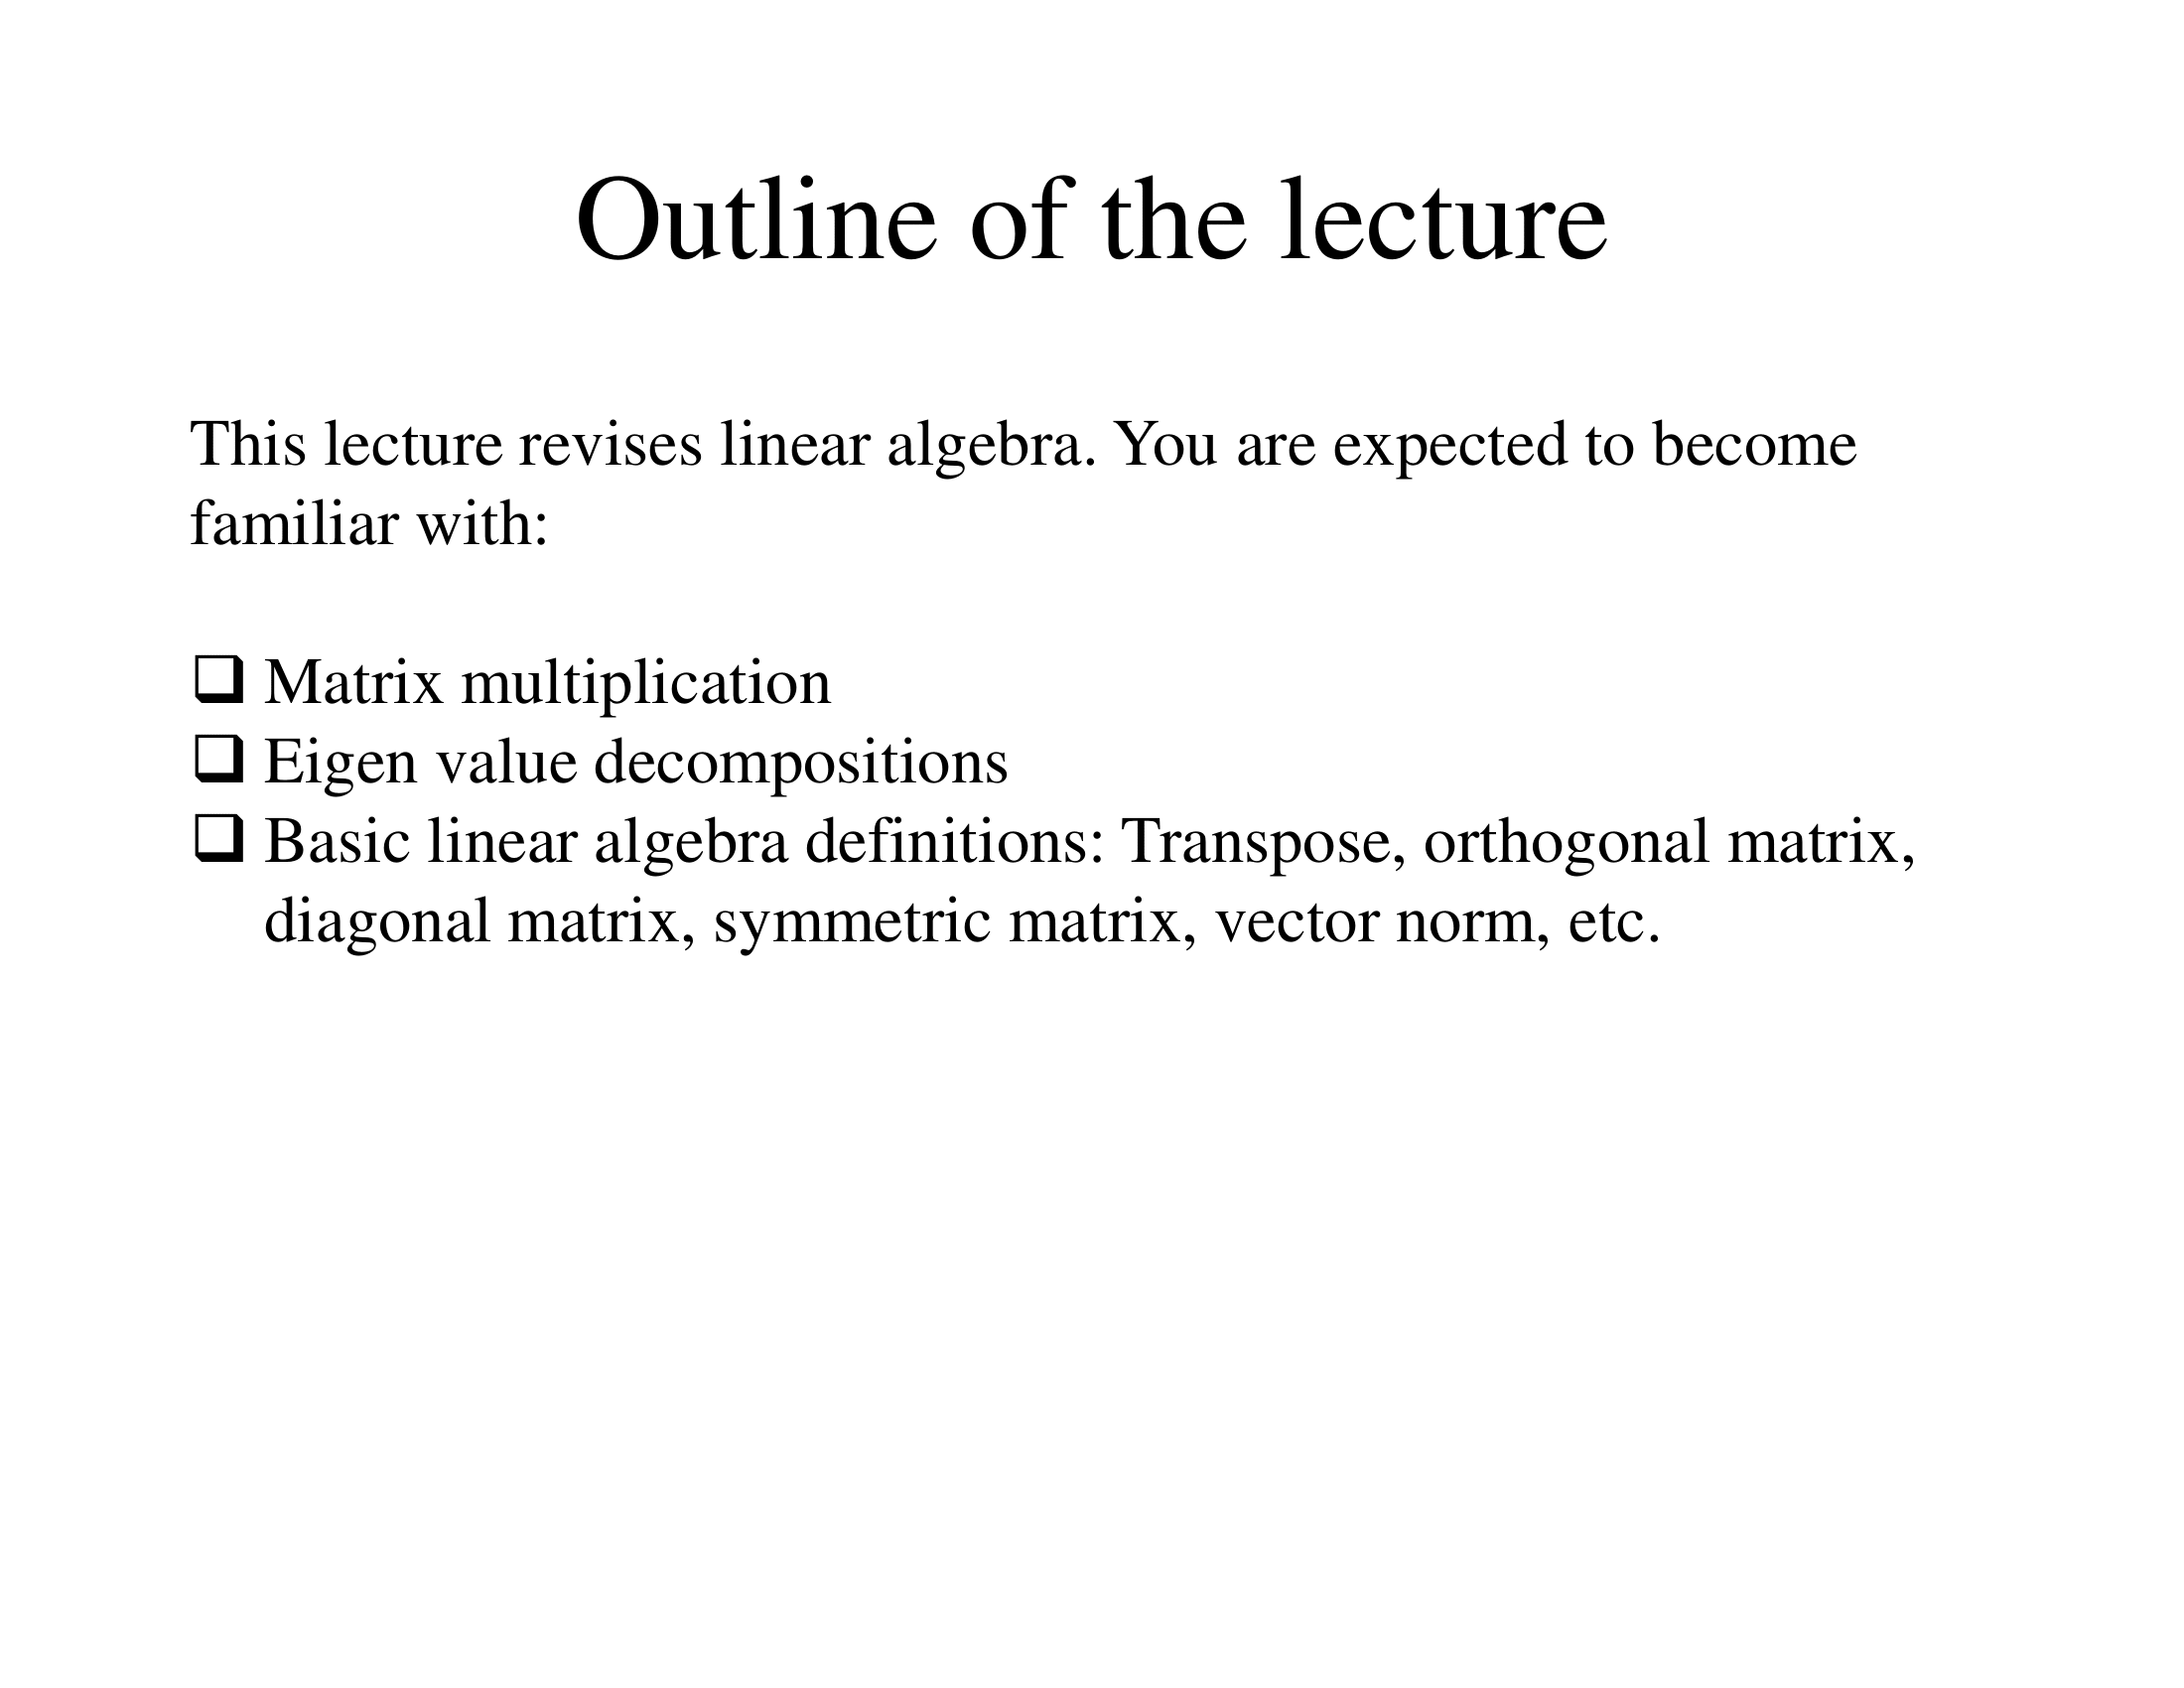 Outline of the lecture
This lecture revises linear algebra. You are expected to become
familiar with:
❑ Matrix multiplication
❑ Eigen value decompositions
❑ Basic linear algebra definitions: Transpose, orthogonal matrix,
diagonal matrix, symmetric matrix, vector norm, etc.